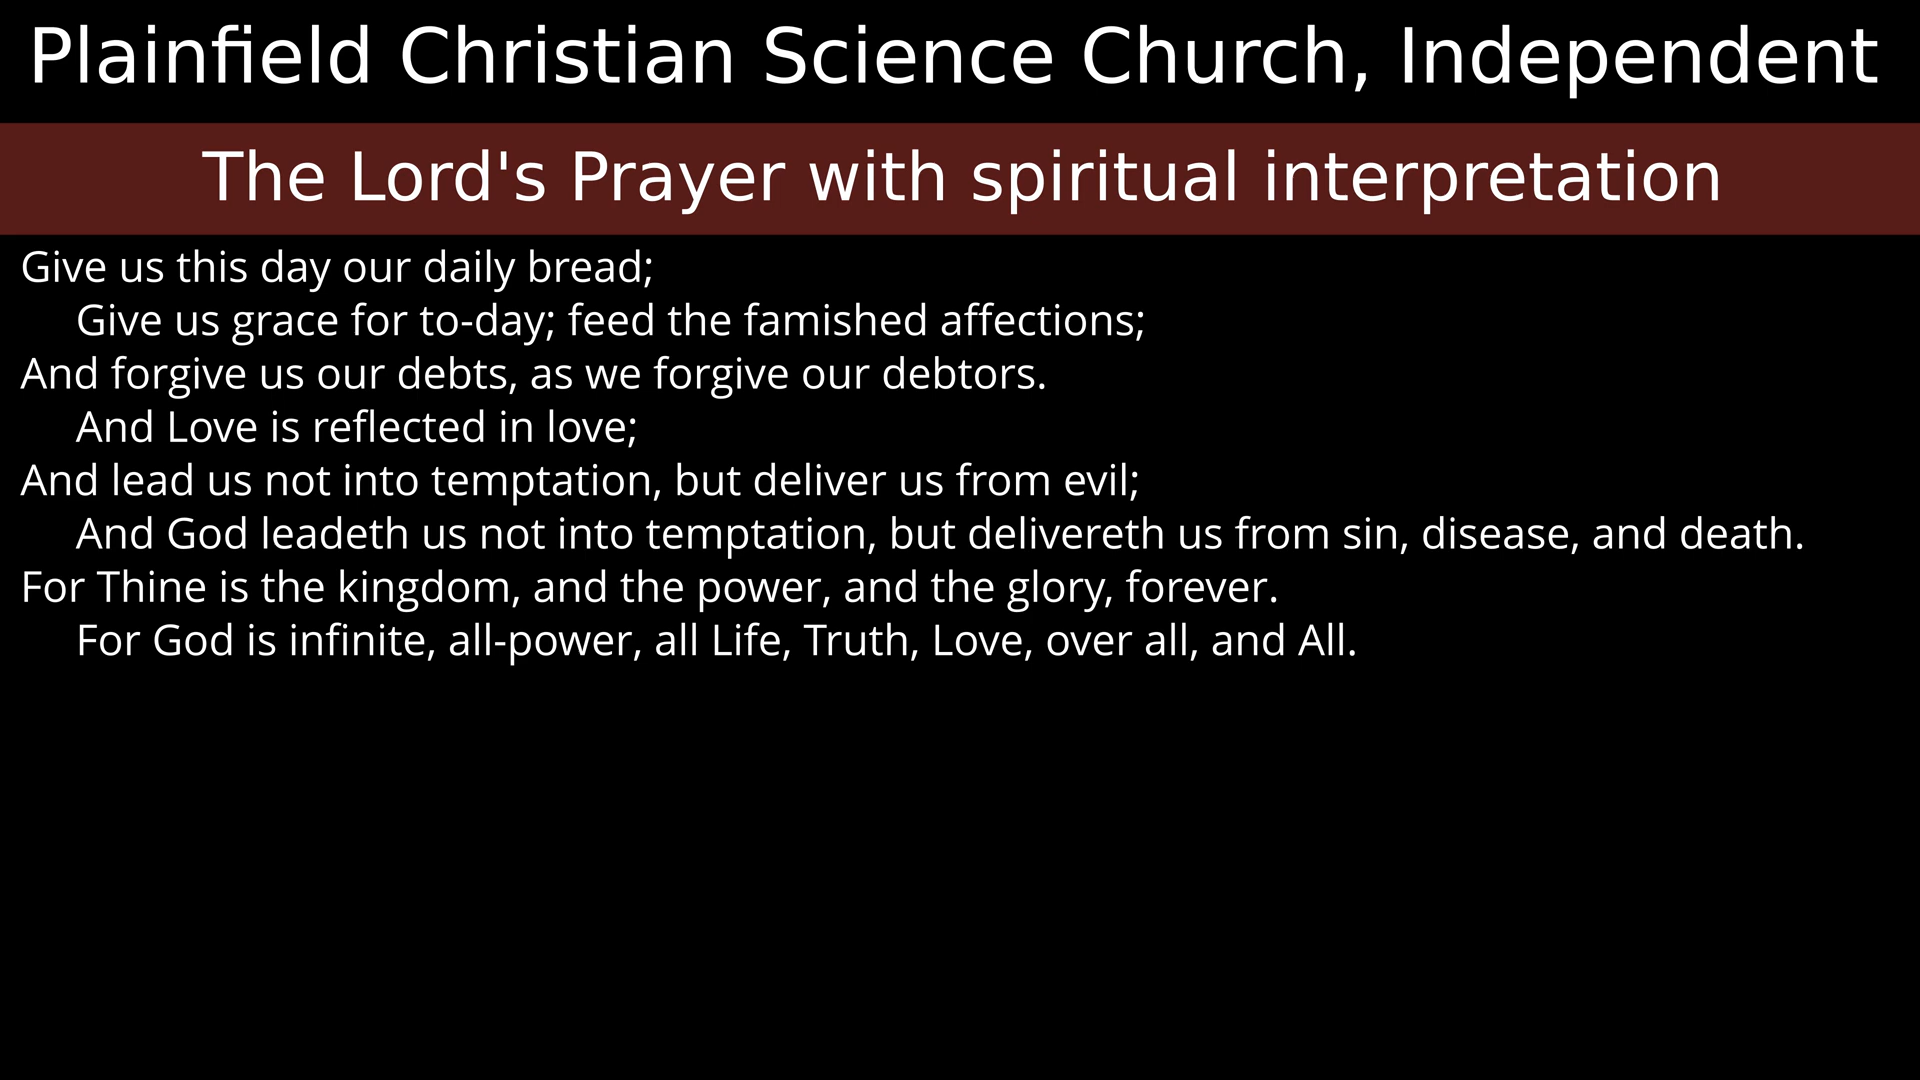 Plainfield Christian Science Church, Independent
The Lord's Prayer with spiritual interpretation
Give us this day our daily bread;
Give us grace for to-day; feed the famished affections;
And forgive us our debts, as we forgive our debtors.
And Love is reflected in love;
And lead us not into temptation, but deliver us from evil;
And God leadeth us not into temptation, but delivereth us from sin, disease, and death.
For Thine is the kingdom, and the power, and the glory, forever.
For God is infinite, all-power, all Life, Truth, Love, over all, and All.